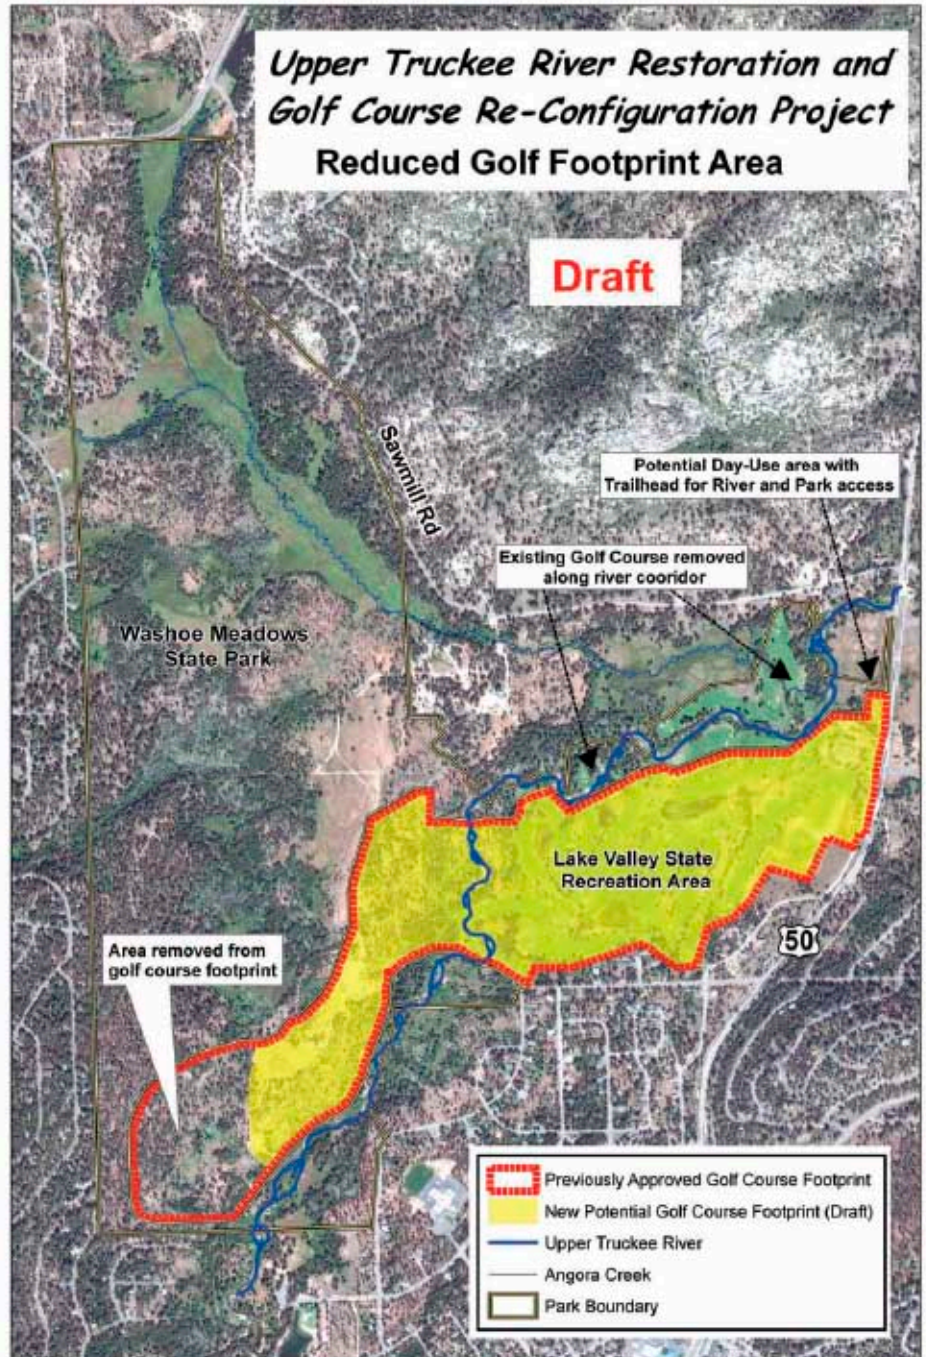 Upper Truckee River Restoration and
Golf Course Re-Configuration Project
Reduced Golf Footprint Area
Draft
Sawmill Rd
Potential Day-Use area with
Trailhead for River and Park access
Existing Golf Course removed
along river cooridor
Washoe Meadows
State Park
Lake Valley State
Recreation Area
50
Area removed from
golf course footprint
Previously Approved Golf Course Footprint
New Potential Golf Course Footprint (Draft)
Upper Truckee River
Angora Creek
Park Boundary